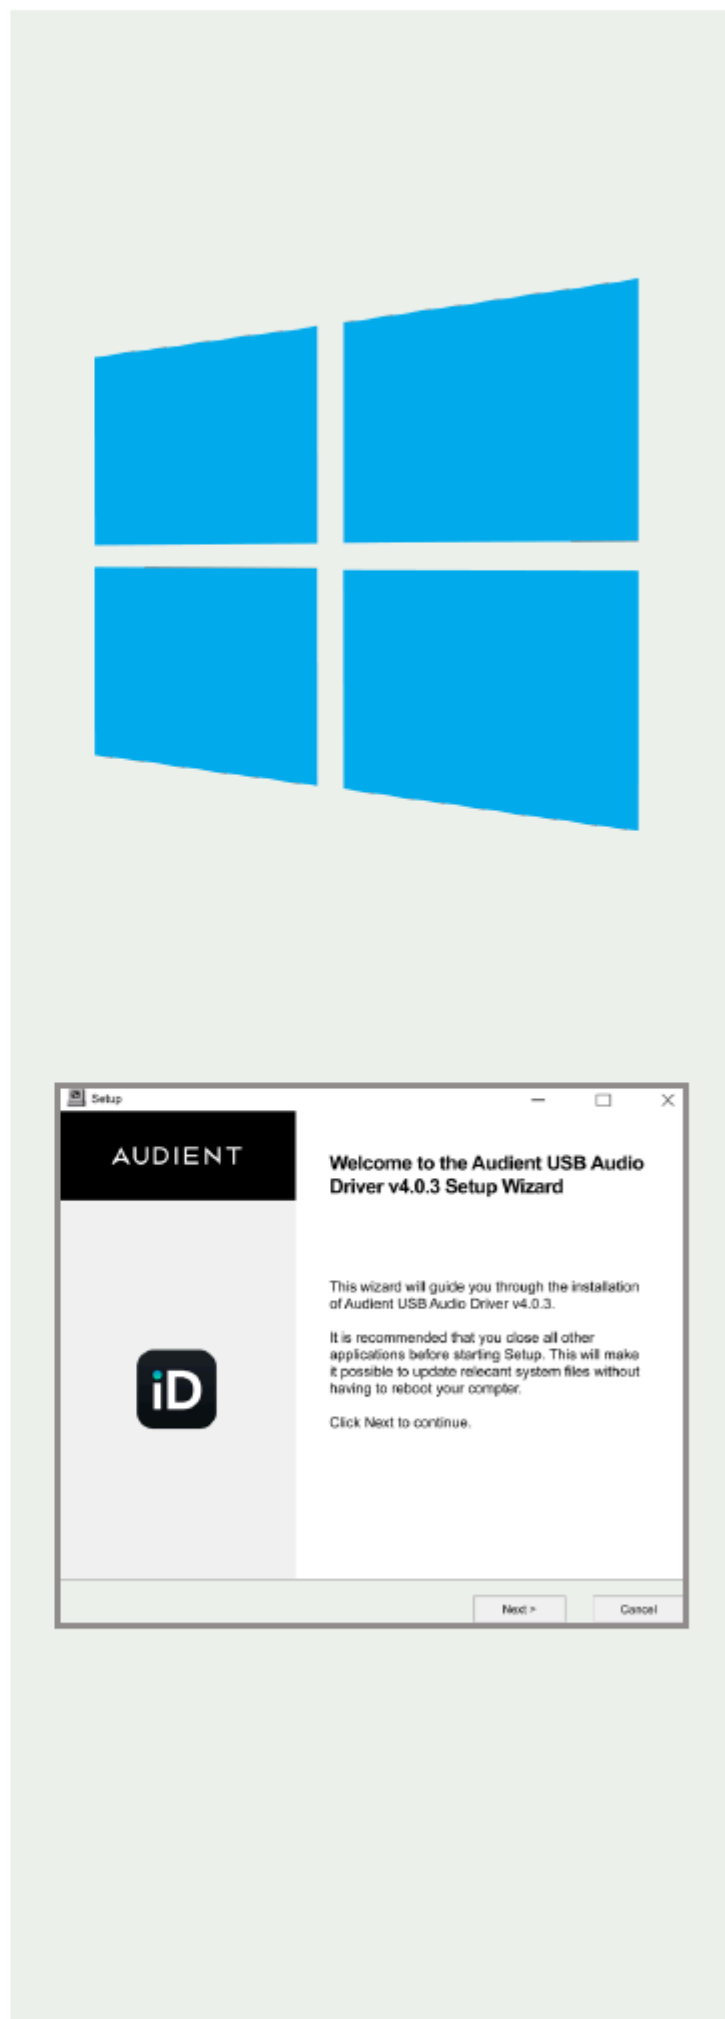 Setup
AUDIENT
Welcome to the Audient USB Audio
Driver v4.0.3 Setup Wizard
This wizard will guide you through the installation
of Audient USB Audio Driver v4.0.3.
It is recommended that you close all other
applications before starting Setup. This will make
it possible to update relecant system files without
having to reboot your compter.
Click Next to continue.
iD
Next >
Cancel